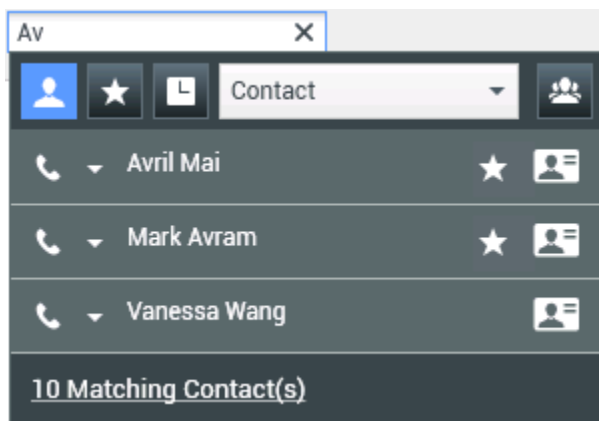 Av
Contact
Avril Mai
Mark Avram
Vanessa Wang
10 Matching Contact(s)